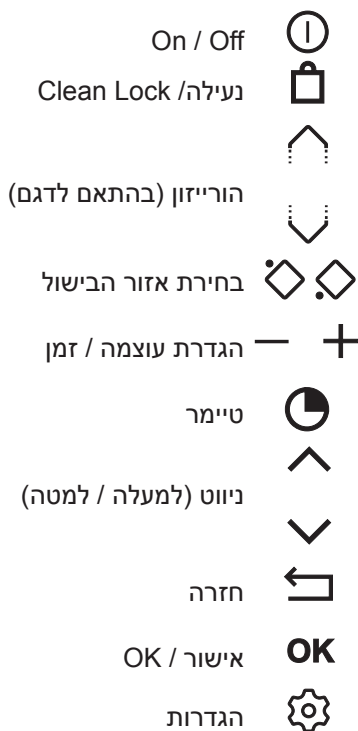 On / Off
נעילה/ Clean Lock
הורייזון (בהתאם לדגם)
בחירת אזור הבישול
הגדרת עוצמה / זמן
טיימר
ניווט (למעלה / למטה)
חזרה
אישור / OK OK
הגדרות